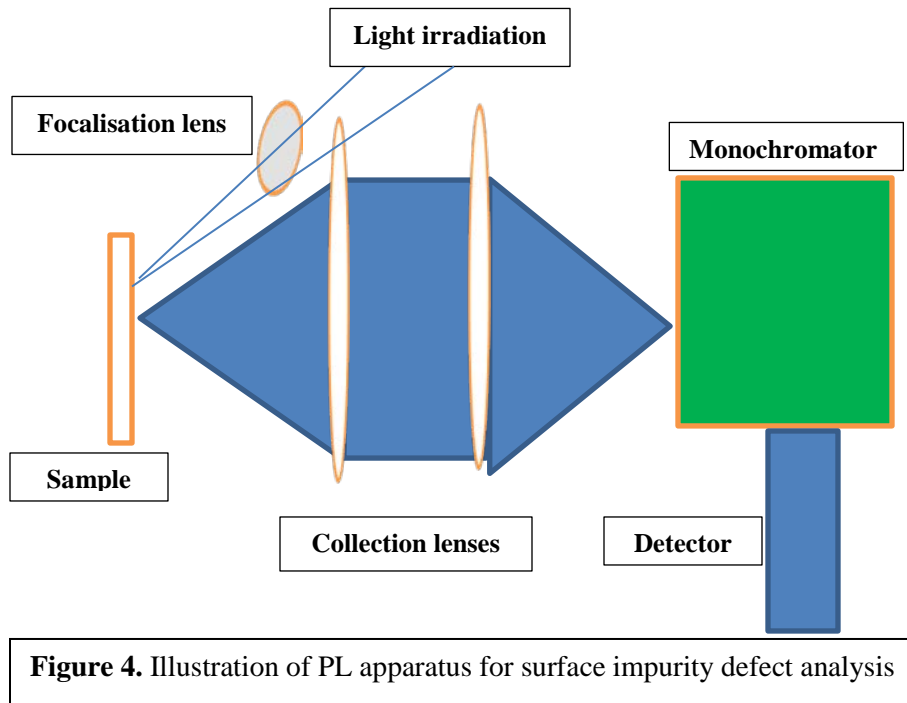 Light irradiation
Focalisation lens
Monochromator
Sample
Collection lenses
Detector
Figure 4. Illustration of PL apparatus for surface impurity defect analysis